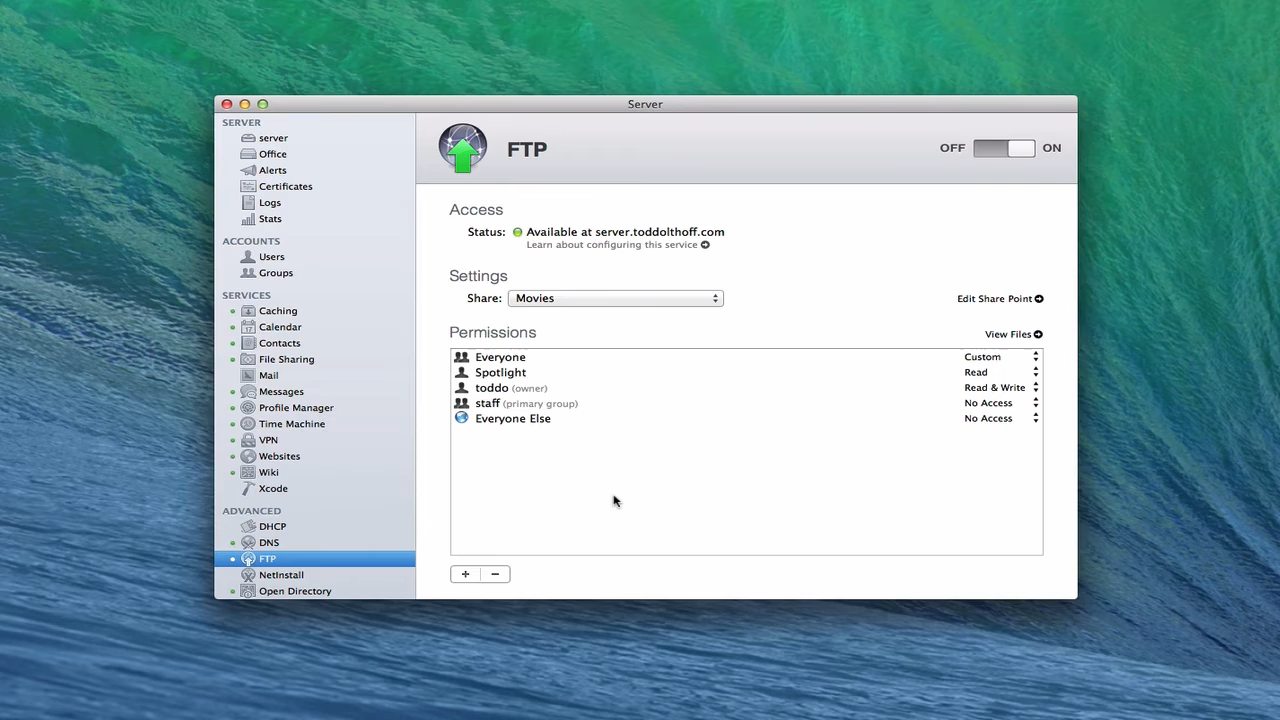 Server
SERVER
server
Office
Alerts
Certificates
Logs
Stats
ACCOUNTS
Users
Groups
SERVICES
Caching
17 Calendar
Contacts
File Sharing
Mail
Messages
Profile Manager
Time Machine
VPN
Websites
Wiki
Xcode
ADVANCED
DHCP
DNS
FTP
NetInstall
Open Directory
FTP
OFF ON
Access
Status: Available at server.toddolthoff.com
Learn about configuring this service
Settings
Share: Movies Edit Share Point
Permissions View Files
Everyone Custom
Spotlight Read
toddo (owner) Read & Write
staff (primary group) No Access
Everyone Else No Access
+ −